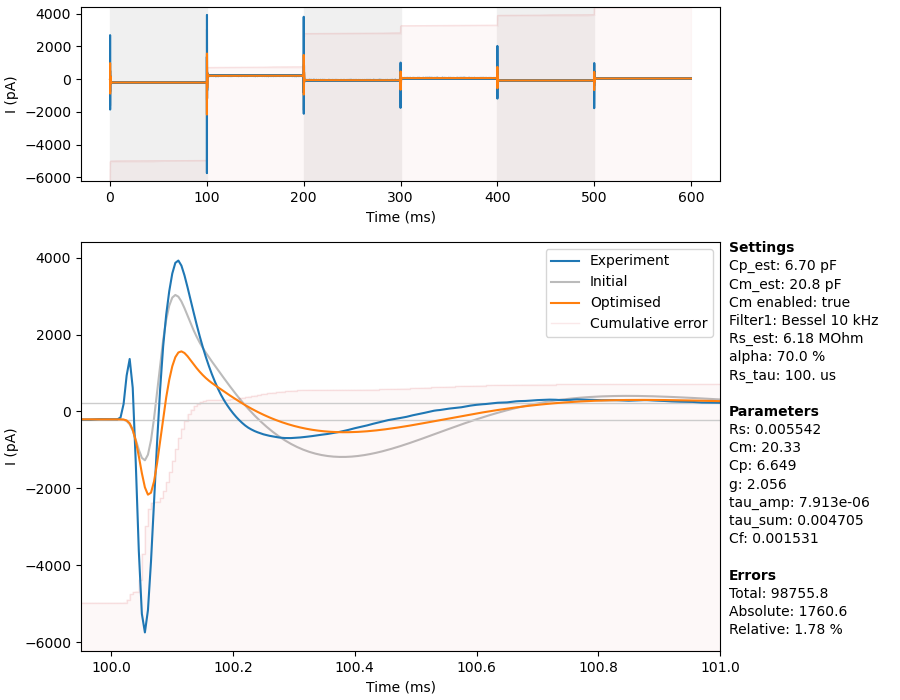 4000
2000
0
−2000
−4000
−6000
I (pA)
0 100 200 300 400 500 600
Time (ms)
4000
2000
0
−2000
−4000
−6000
I (pA)
100.0 100.2 100.4 100.6 100.8 101.0
Time (ms)
Experiment
Initial
Optimised
Cumulative error
Settings
Cp_est: 6.70 pF
Cm_est: 20.8 pF
Cm enabled: true
Filter1: Bessel 10 kHz
Rs_est: 6.18 MOhm
alpha: 70.0 %
Rs_tau: 100. us
Parameters
Rs: 0.005542
Cm: 20.33
Cp: 6.649
g: 2.056
tau_amp: 7.913e-06
tau_sum: 0.004705
Cf: 0.001531
Errors
Total: 98755.8
Absolute: 1760.6
Relative: 1.78 %